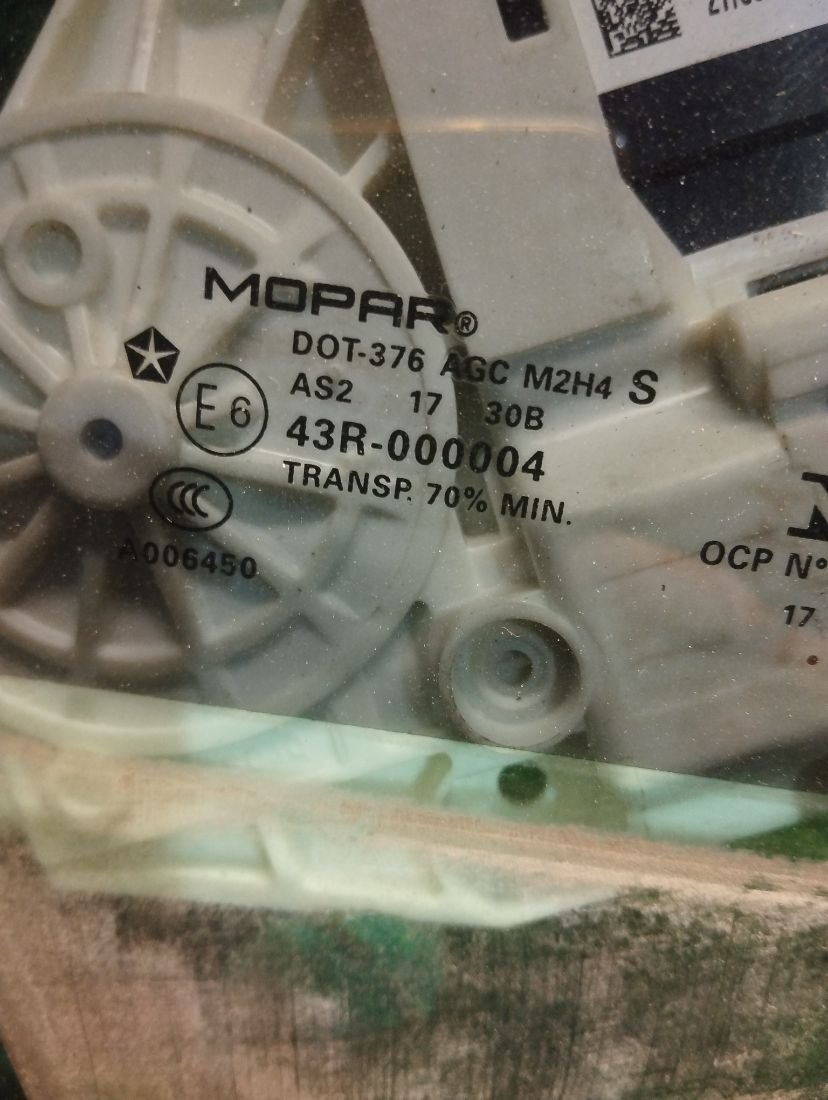 MOPAR®
DOT-376 AGC M2H4 S
AS2 17 30B
E6
43R-000004
TRANSP. 70% MIN.
CCC
A006450
OCP N°
17